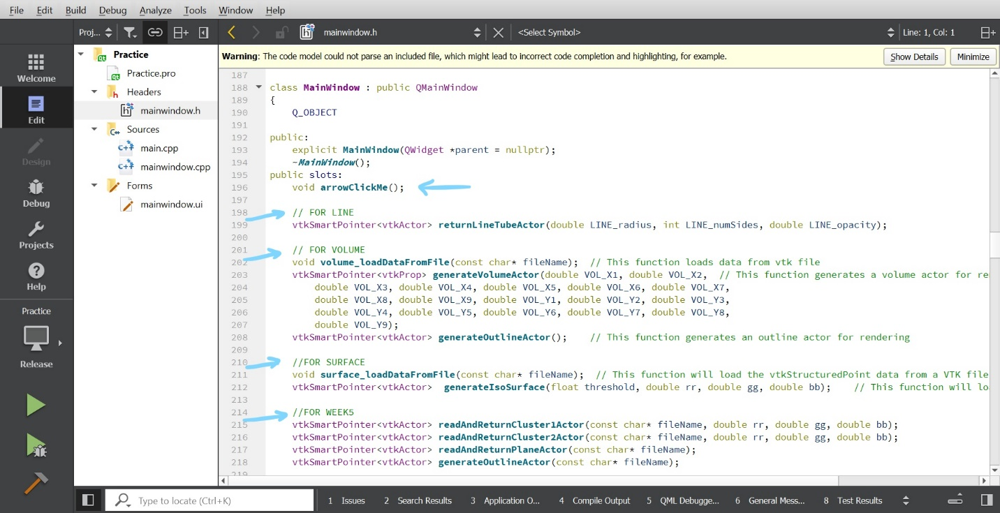 File Edit Build Debug Analyze Tools Window Help
Proj... mainwindow.h <Select Symbol> Line: 1, Col: 1
Warning: The code model could not parse an included file, which might lead to incorrect code completion and highlighting, for example. Show Details Minimize
Welcome
Edit
Design
Debug
Projects
Help
Practice
Release
Practice
Practice.pro
Headers
mainwindow.h
Sources
main.cpp
mainwindow.cpp
Forms
mainwindow.ui
187
188 class MainWindow : public QMainWindow
189 {
190 Q_OBJECT
191
192 public:
193 explicit MainWindow(QWidget *parent = nullptr);
194 ~MainWindow();
195 public slots:
196 void arrowClickMe();
197
198 // FOR LINE
199 vtkSmartPointer<vtkActor> returnLineTubeActor(double LINE_radius, int LINE_numSides, double LINE_opacity);
200
201 // FOR VOLUME
202 void volume_loadDataFromFile(const char* fileName); // This function loads data from vtk file
203 vtkSmartPointer<vtkProp> generateVolumeActor(double VOL_X1, double VOL_X2, // This function generates a volume actor for re
204 double VOL_X3, double VOL_X4, double VOL_X5, double VOL_X6, double VOL_X7,
205 double VOL_X8, double VOL_X9, double VOL_Y1, double VOL_Y2, double VOL_Y3,
206 double VOL_Y4, double VOL_Y5, double VOL_Y6, double VOL_Y7, double VOL_Y8,
207 double VOL_Y9);
208 vtkSmartPointer<vtkActor> generateOutlineActor(); // This function generates an outline actor for rendering
209
210 //FOR SURFACE
211 void surface_loadDataFromFile(const char* fileName); // This function will load the vtkStructuredPoint data from a VTK file
212 vtkSmartPointer<vtkActor> generateIsoSurface(float threshold, double rr, double gg, double bb); // This function will lo
213
214 //FOR WEEK5
215 vtkSmartPointer<vtkActor> readAndReturnCluster1Actor(const char* fileName, double rr, double gg, double bb);
216 vtkSmartPointer<vtkActor> readAndReturnCluster2Actor(const char* fileName, double rr, double gg, double bb);
217 vtkSmartPointer<vtkActor> readAndReturnPlaneActor(const char* fileName);
218 vtkSmartPointer<vtkActor> generateOutlineActor(const char* fileName);
219
Type to locate (Ctrl+K) 1 Issues 2 Search Results 3 Application O... 4 Compile Output 5 QML Debugge... 6 General Mess... 8 Test Results